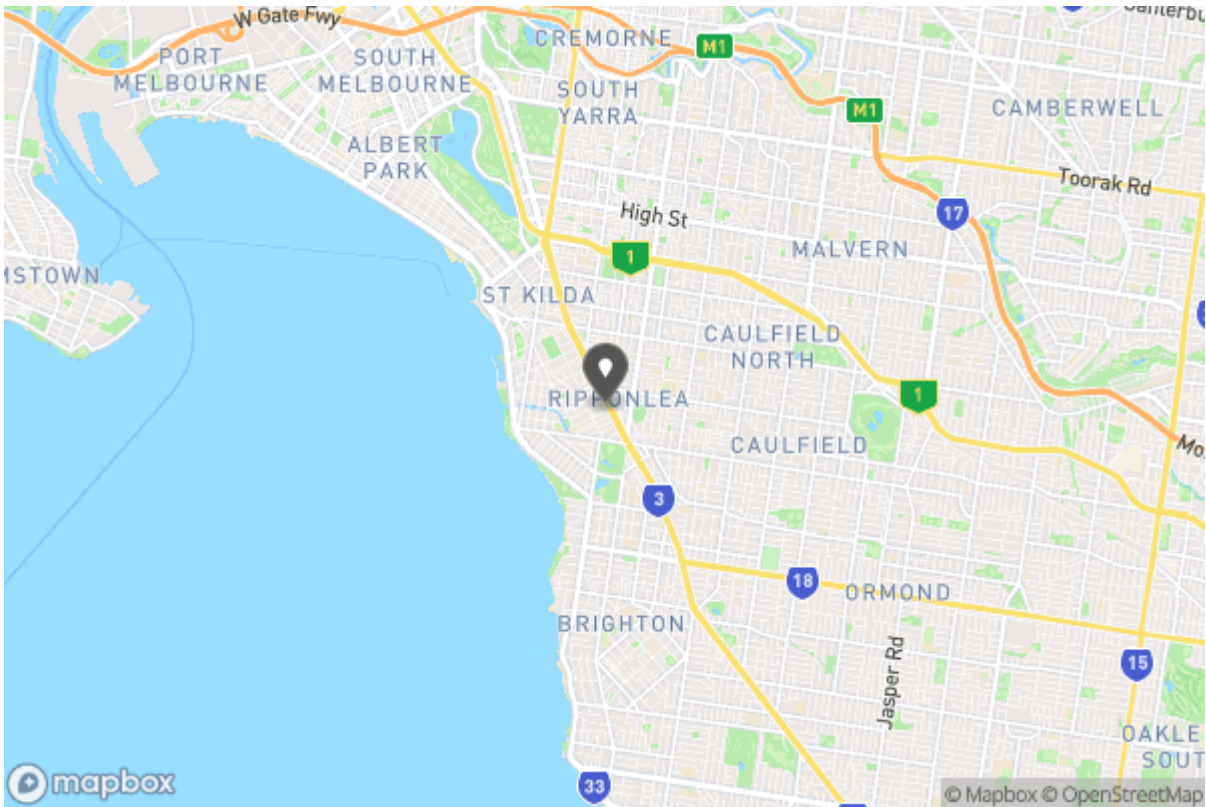 W Gate Fwy
Canterbu
CREMORNE
M1
PORT
MELBOURNE
SOUTH
MELBOURNE
SOUTH
YARRA
M1
CAMBERWELL
ALBERT
PARK
Toorak Rd
High St
17
MALVERN
1
MSTOWN
ST KILDA
CAULFIELD
NORTH
RIPPONLEA
1
CAULFIELD
Mo
3
18
ORMOND
BRIGHTON
Jasper Rd
15
OAKLE
SOUT
33
mapbox
© Mapbox © OpenStreetMap